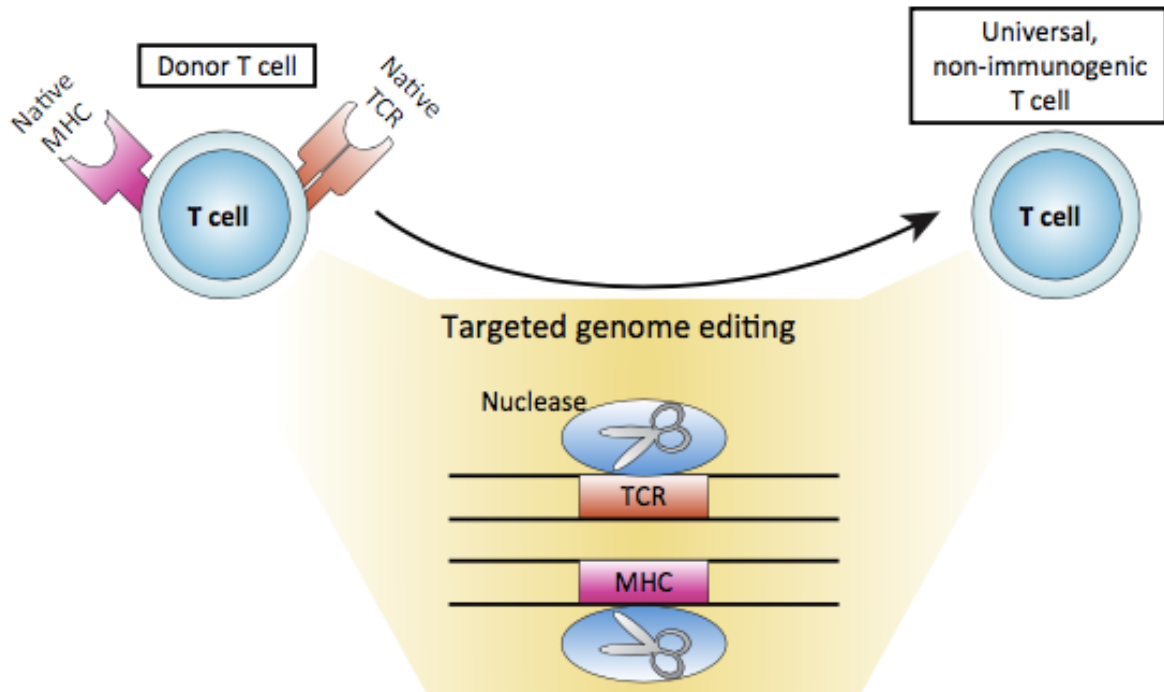 Donor T cell
Native
MHC
Native
TCR
T cell
Universal,
non-immunogenic
T cell
T cell
Targeted genome editing
Nuclease
TCR
MHC